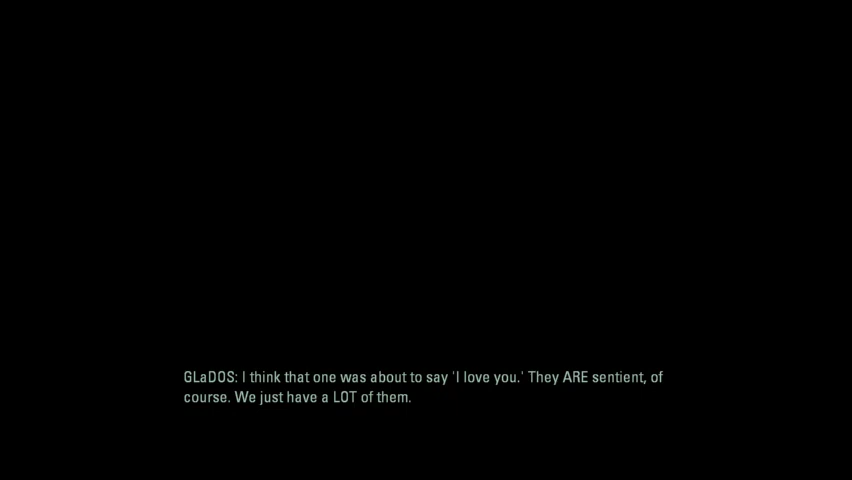 GLaDOS: I think that one was about to say 'I love you.' They ARE sentient, of
course. We just have a LOT of them.